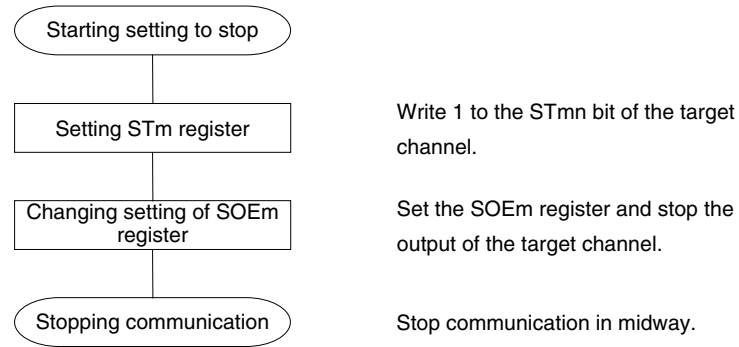 Starting setting to stop
Setting STm register
Write 1 to the STmn bit of the target
channel.
Changing setting of SOEm
register
Set the SOEm register and stop the
output of the target channel.
Stopping communication
Stop communication in midway.